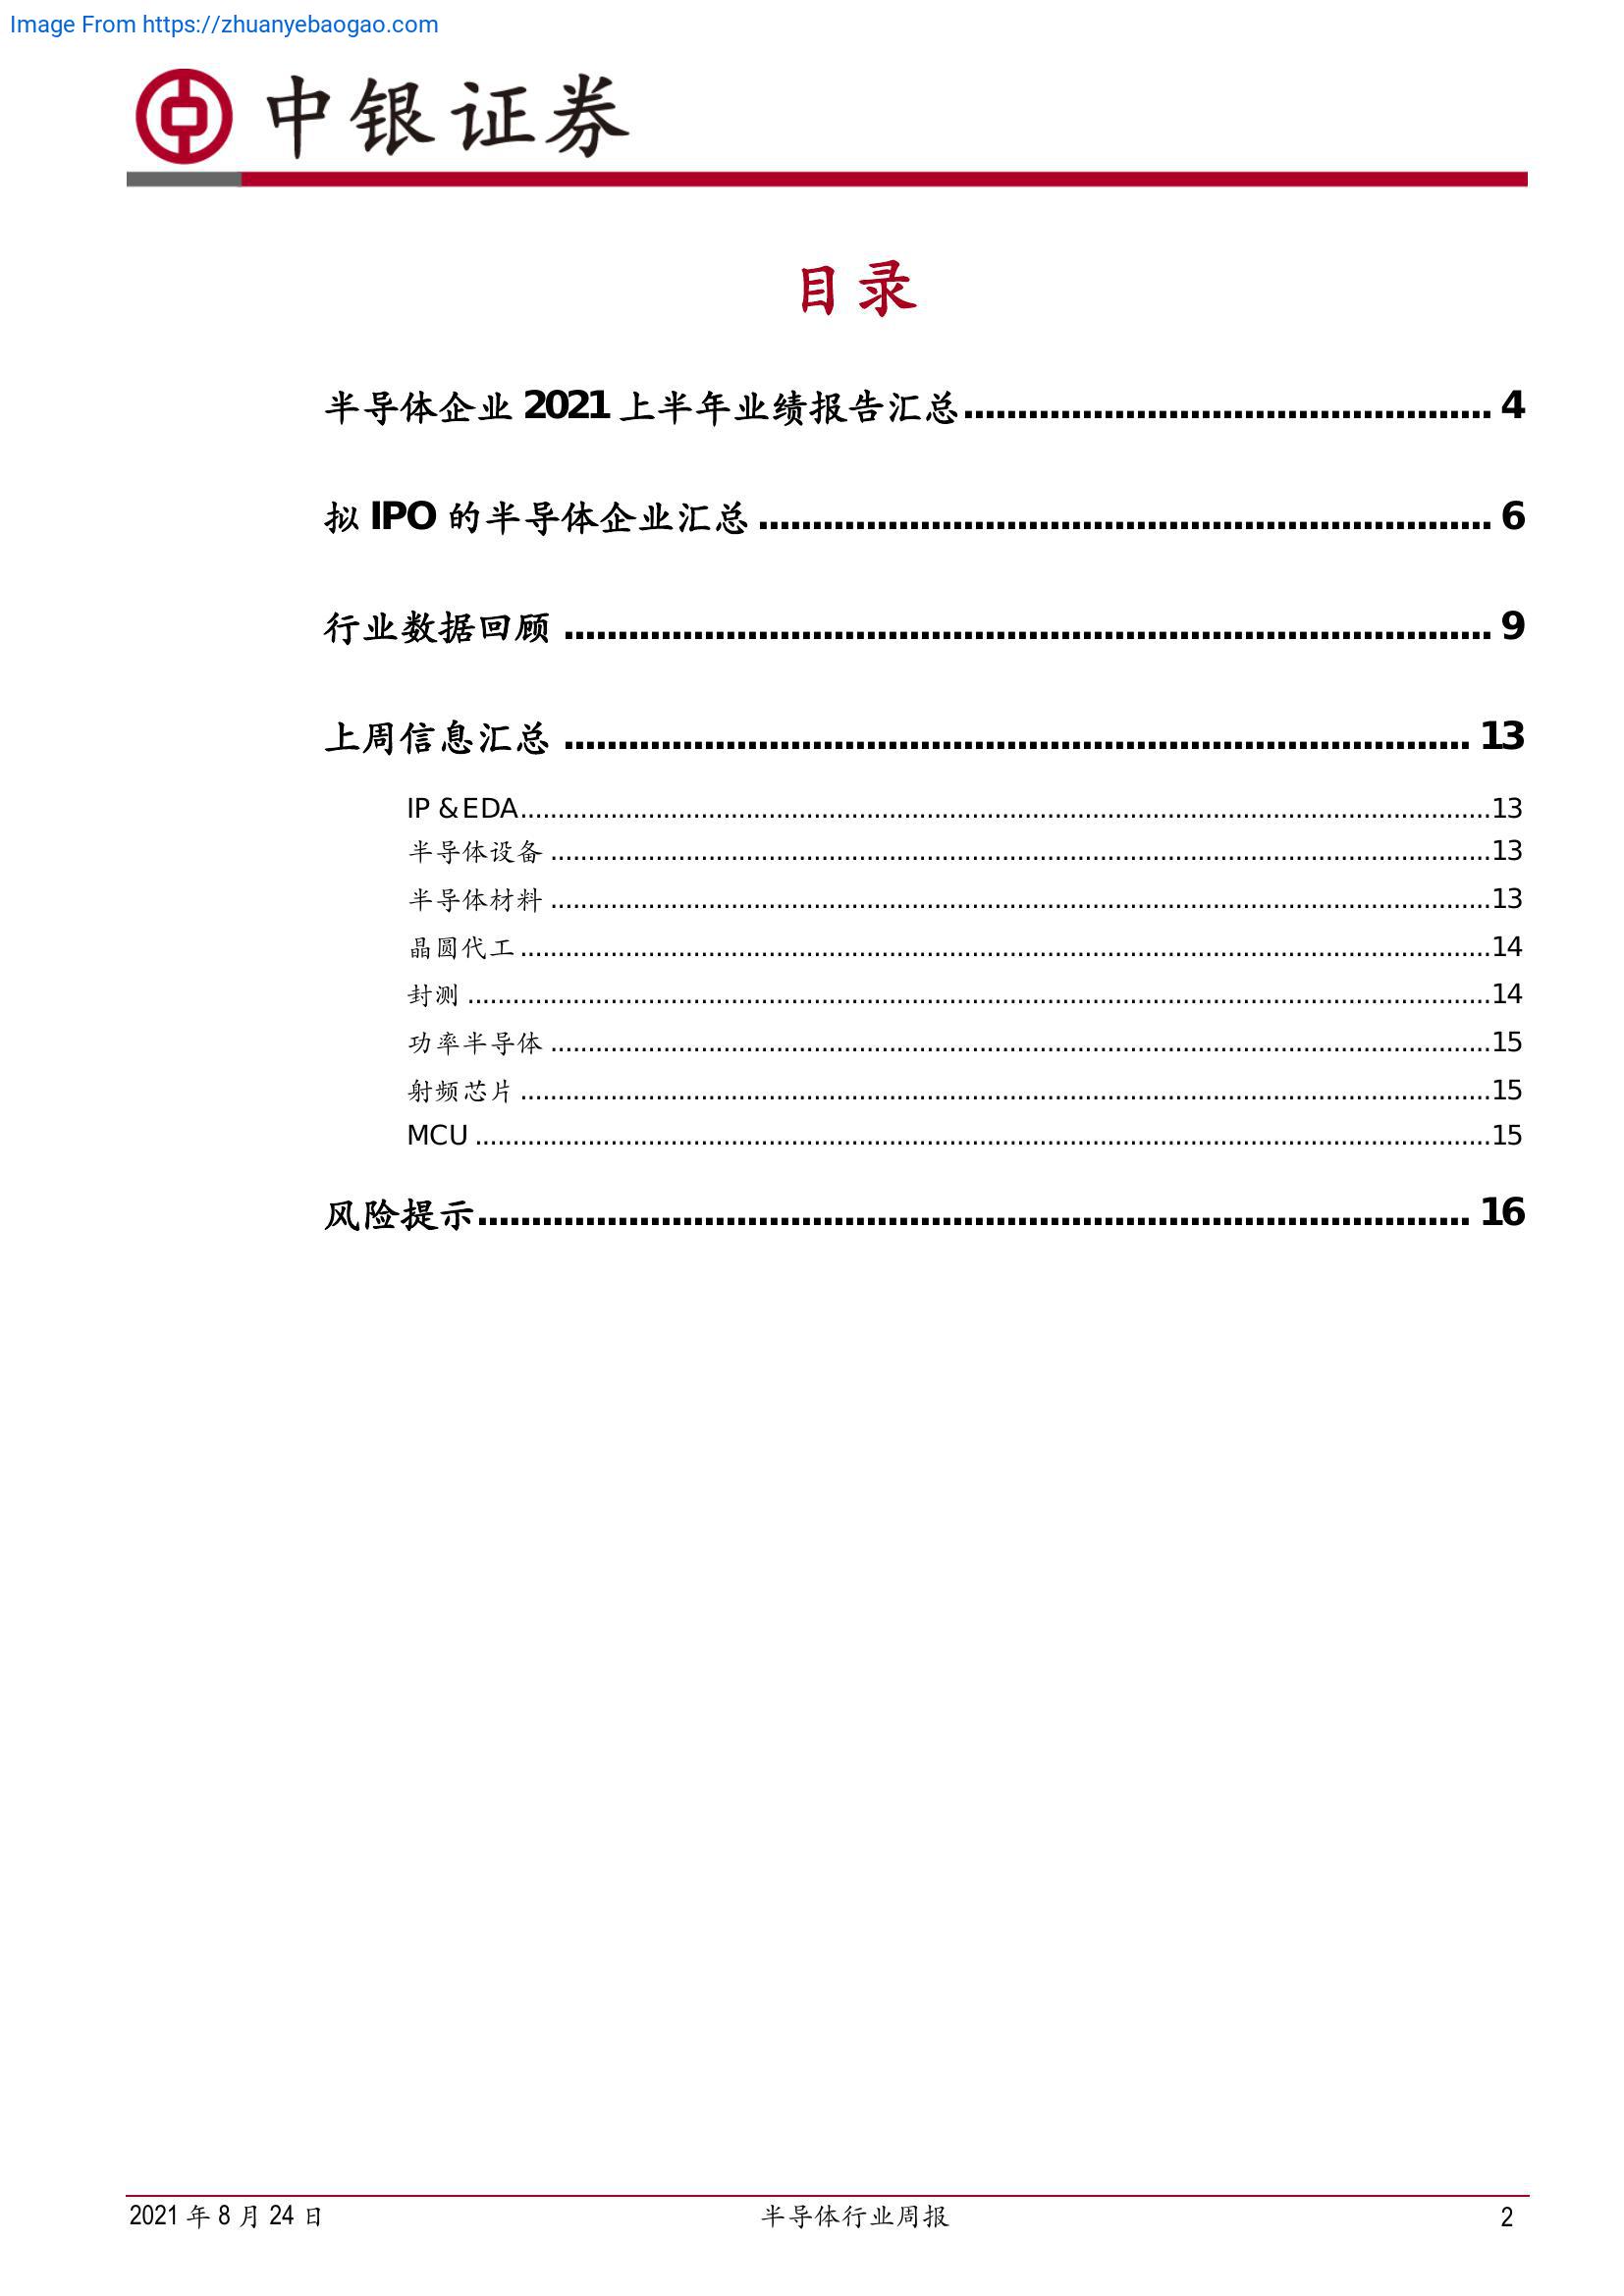 Image From https://zhuanyebaogao.com
中银证券
目录
半导体企业 2021 上半年业绩报告汇总................................................. 4
拟 IPO 的半导体企业汇总 .................................................................... 6
行业数据回顾 ...................................................................................... 9
上周信息汇总 .................................................................................... 13
IP & EDA.................................................................................................................................13
半导体设备 .............................................................................................................................13
半导体材料 .............................................................................................................................13
晶圆代工 .................................................................................................................................14
封测 ........................................................................................................................................14
功率半导体 .............................................................................................................................15
射频芯片 .................................................................................................................................15
MCU .......................................................................................................................................15
风险提示............................................................................................ 16
2021 年 8 月 24 日 半导体行业周报 2